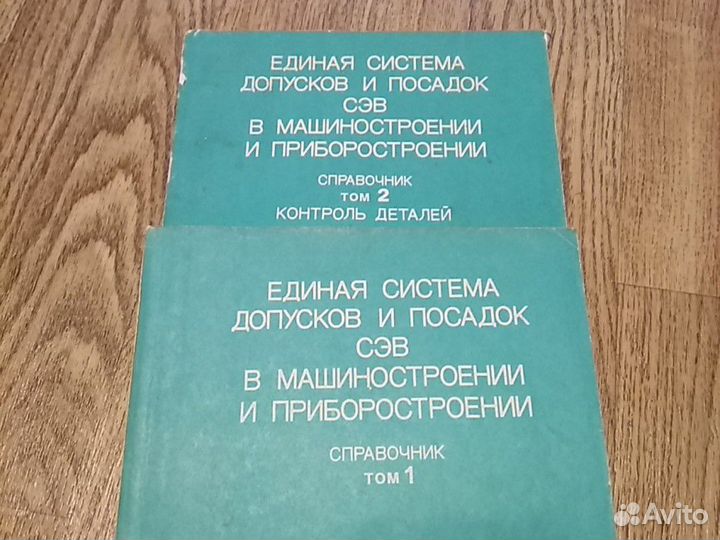 ЕДИНАЯ СИСТЕМА
ДОПУСКОВ И ПОСАДОК
СЭВ
В МАШИНОСТРОЕНИИ
И ПРИБОРОСТРОЕНИИ
СПРАВОЧНИК
ТОМ 2
КОНТРОЛЬ ДЕТАЛЕЙ
ЕДИНАЯ СИСТЕМА
ДОПУСКОВ И ПОСАДОК
СЭВ
В МАШИНОСТРОЕНИИ
И ПРИБОРОСТРОЕНИИ
СПРАВОЧНИК
ТОМ 1
Avito